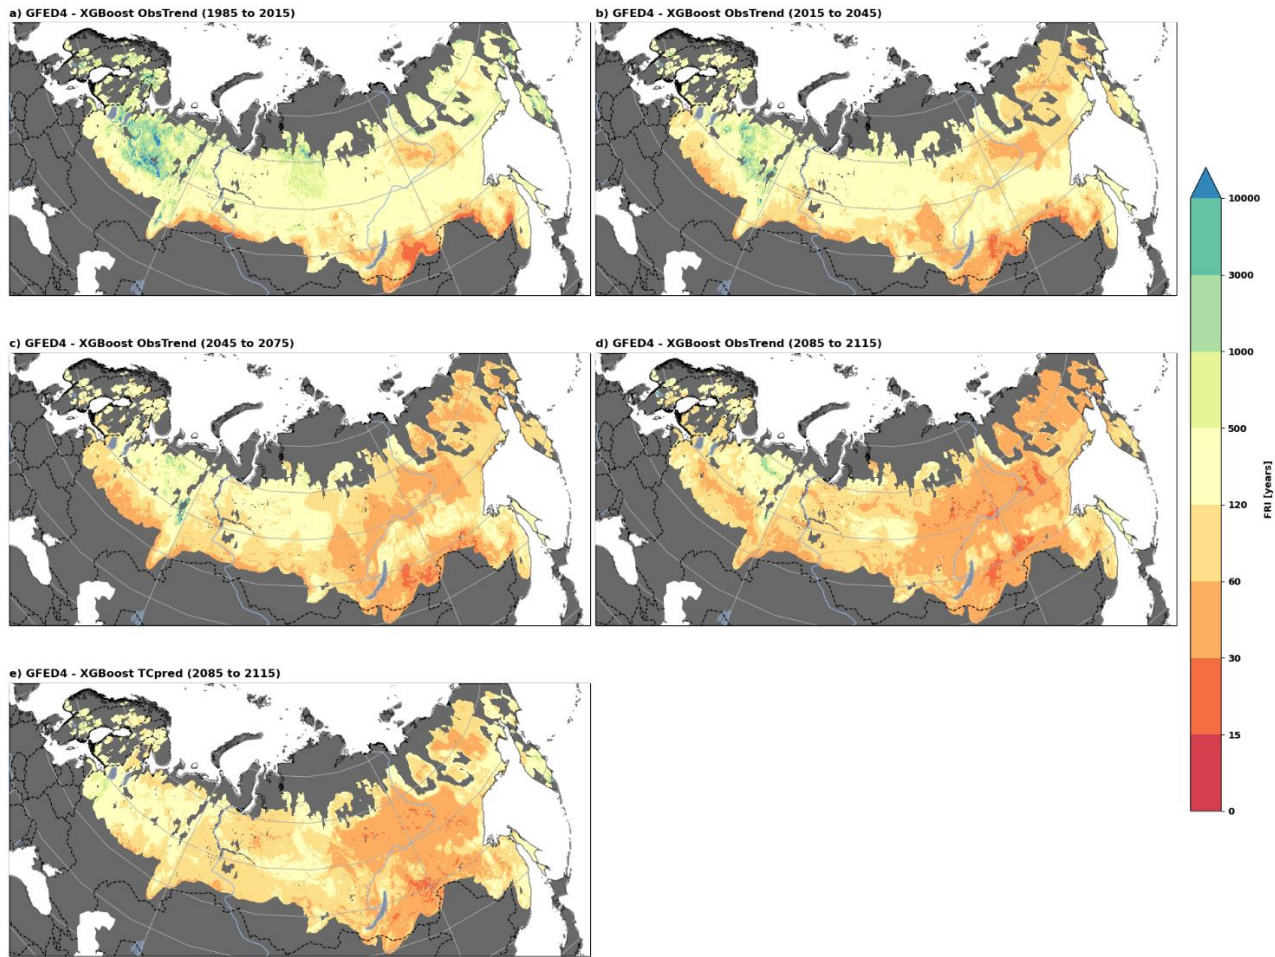 a) GFED4 - XGBoost ObsTrend (1985 to 2015)
b) GFED4 - XGBoost ObsTrend (2015 to 2045)
10000
3000
1000
c) GFED4 - XGBoost ObsTrend (2045 to 2075)
d) GFED4 - XGBoost ObsTrend (2085 to 2115)
500
120
60
30
15
0
FRI [years]
e) GFED4 - XGBoost TCpred (2085 to 2115)